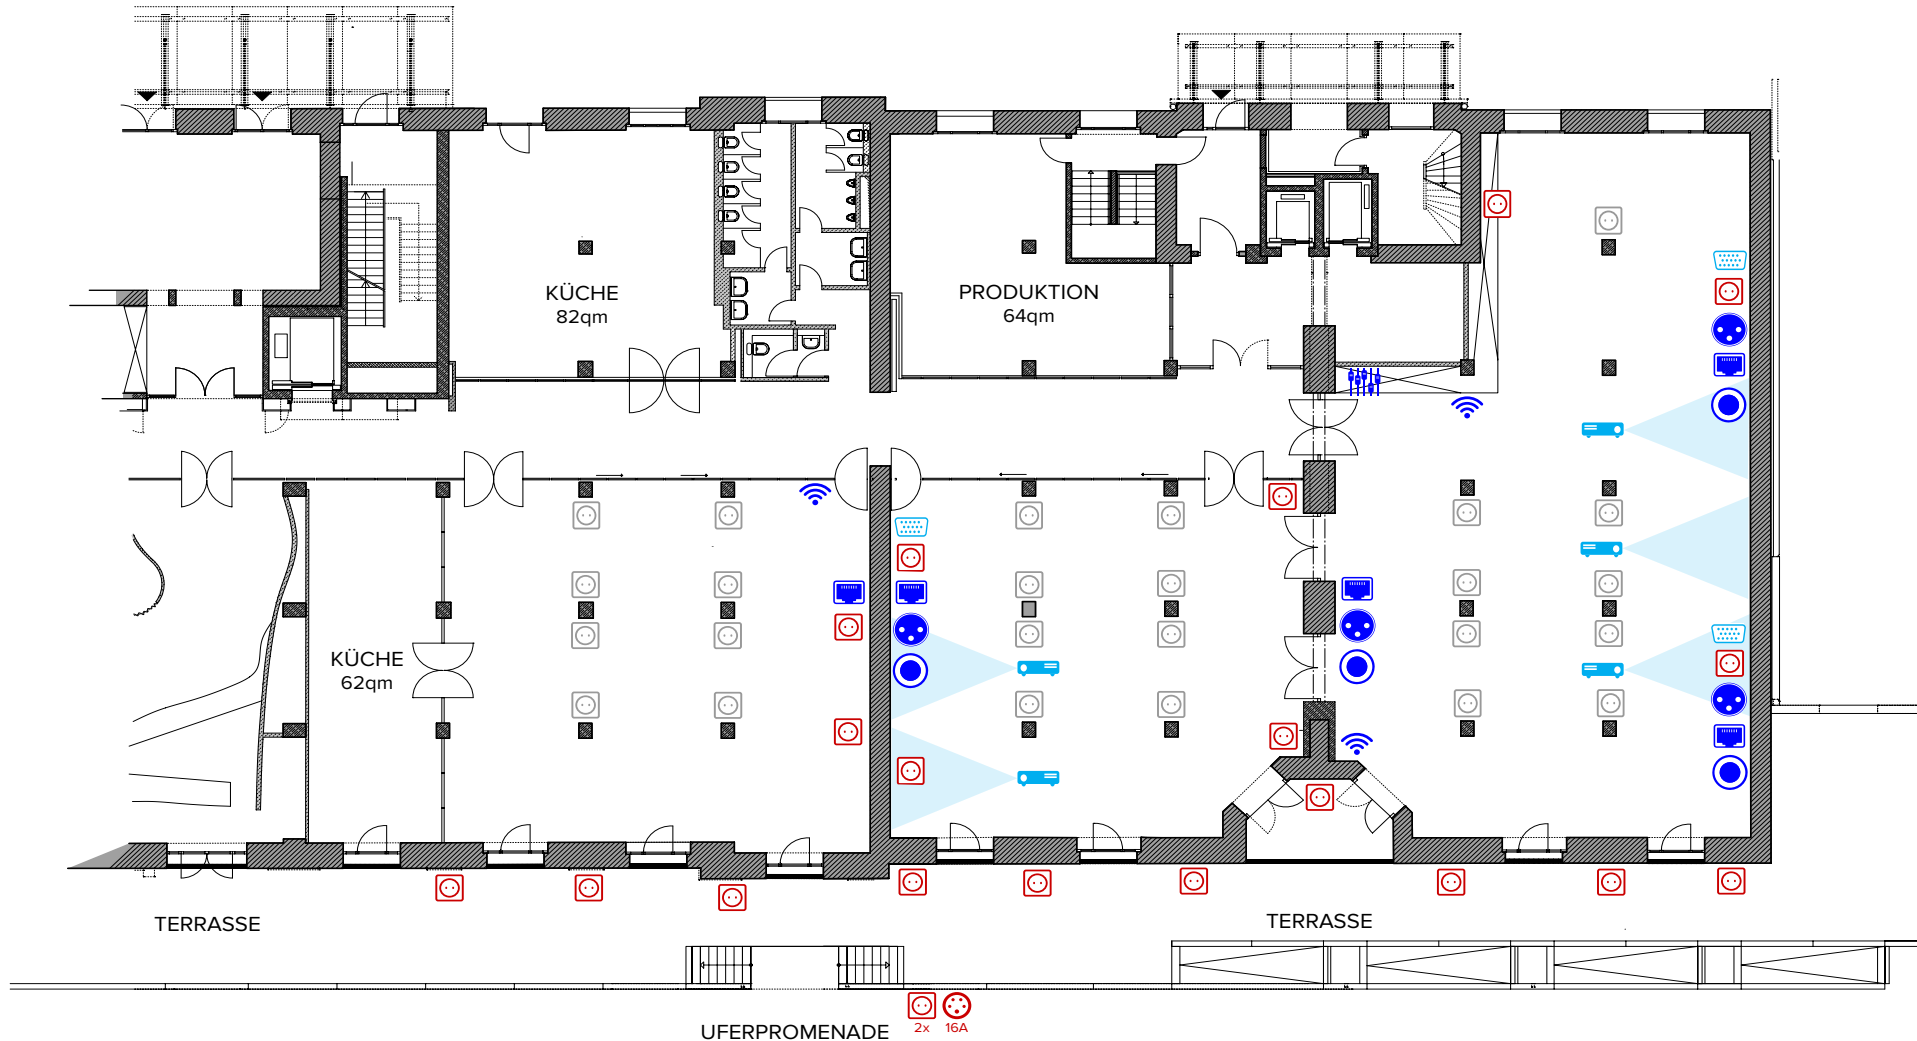 KÜCHE
82qm
PRODUKTION
64qm
KÜCHE
62qm
TERRASSE
TERRASSE
2x
16A
UFERPROMENADE